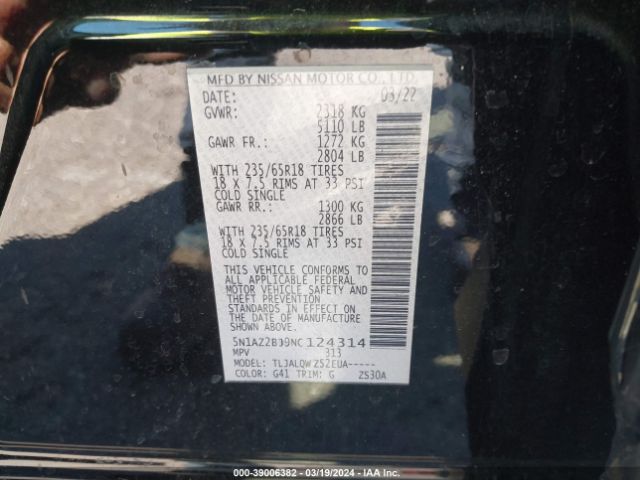 MFD BY NISSAN MOTOR CO., LTD.
DATE: 03/22
GVWR: 2318 KG
5110 LB
GAWR FR.: 1272 KG
2804 LB
WITH 235/65R18 TIRES
18 X 7.5 RIMS AT 33 PSI
COLD SINGLE
GAWR RR.: 1300 KG
2866 LB
WITH 235/65R18 TIRES
18 X 7.5 RIMS AT 33 PSI
COLD SINGLE
THIS VEHICLE CONFORMS TO
ALL APPLICABLE FEDERAL
MOTOR VEHICLE SAFETY AND
THEFT PREVENTION
STANDARDS IN EFFECT ON
THE DATE OF MANUFACTURE
SHOWN ABOVE.
124314
MPV 313
MODEL:
COLOR: G41 TRIM: G ZS30A
000-39006382 - 03/19/2024 - IAA Inc.